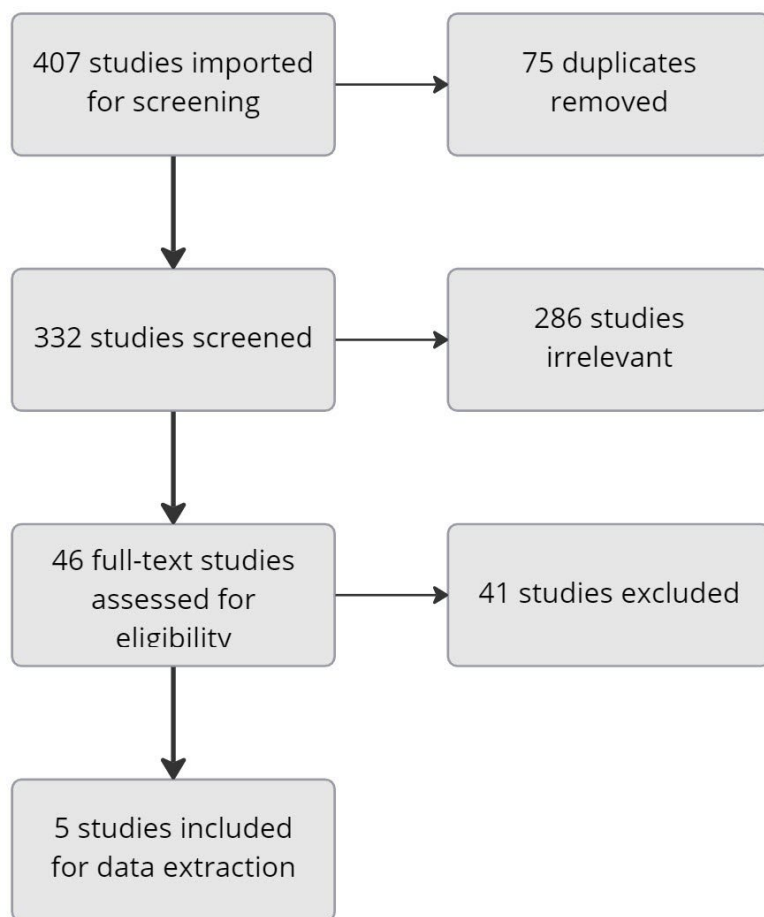 407 studies imported
for screening
75 duplicates
removed
332 studies screened
286 studies
irrelevant
46 full-text studies
assessed for
eligibility
41 studies excluded
5 studies included
for data extraction